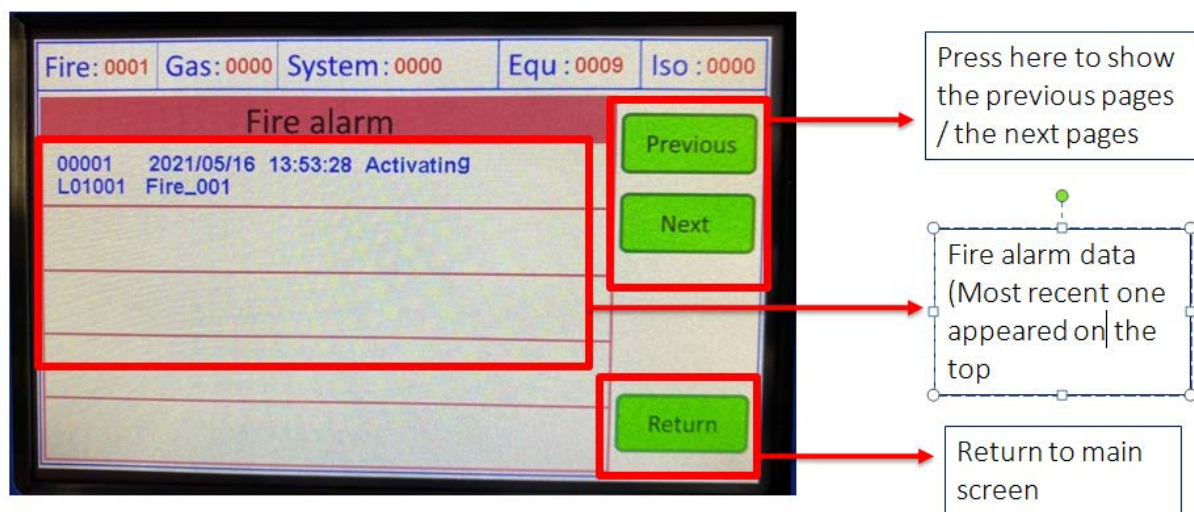 Fire: 0001 Gas: 0000 System: 0000 Equ : 0009 Iso : 0000
Fire alarm
00001 2021/05/16 13:53:28 Activating
L01001 Fire_001
Previous
Next
Return
Press here to show
the previous pages
/ the next pages
Fire alarm data
(Most recent one
appeared on the
top
Return to main
screen